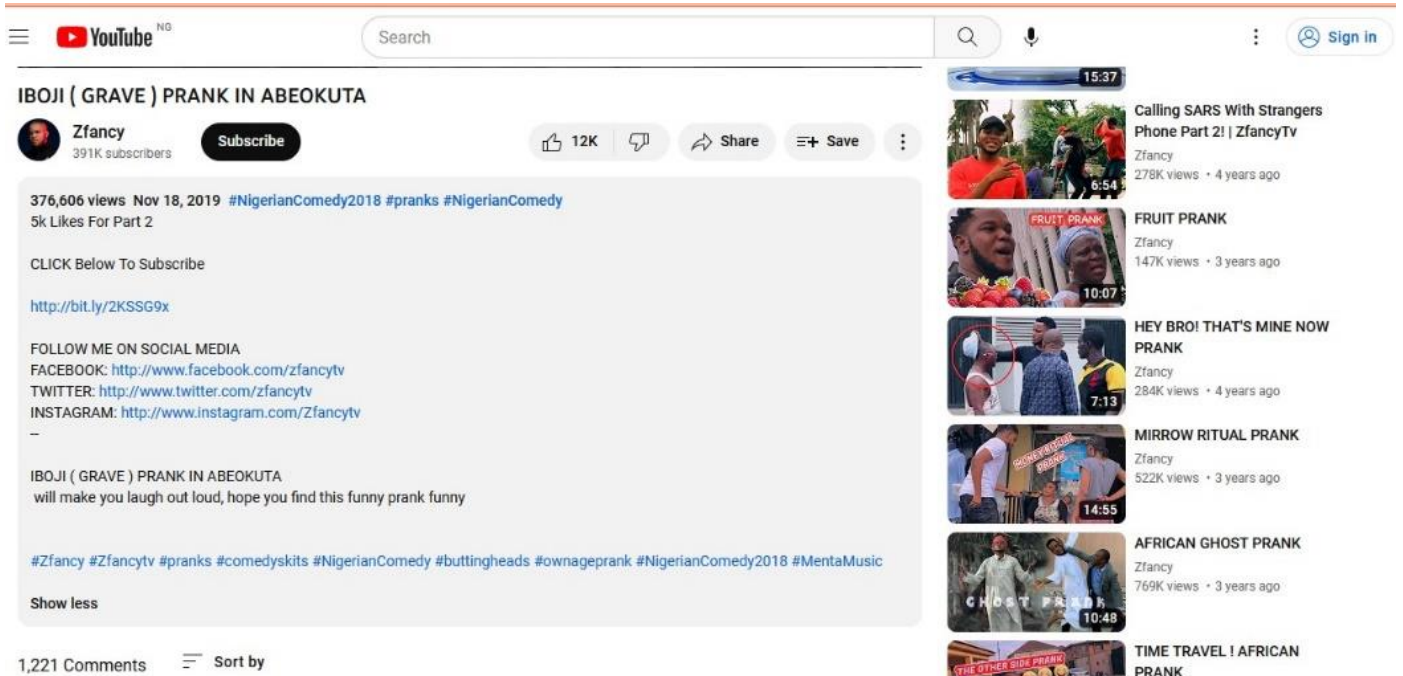 YouTube NG
Search
Sign in
IBOJI ( GRAVE ) PRANK IN ABEOKUTA
Zfancy
391K subscribers
Subscribe
12K
Share
Save
376,606 views Nov 18, 2019 #NigerianComedy2018 #pranks #NigerianComedy
5k Likes For Part 2
CLICK Below To Subscribe
http://bit.ly/2KSSG9x
FOLLOW ME ON SOCIAL MEDIA
FACEBOOK: http://www.facebook.com/zfancytv
TWITTER: http://www.twitter.com/zfancytv
INSTAGRAM: http://www.instagram.com/Zfancytv
--
IBOJI ( GRAVE ) PRANK IN ABEOKUTA
will make you laugh out loud, hope you find this funny prank funny
#Zfancy #Zfancytv #pranks #comedyskits #NigerianComedy #buttingheads #ownageprank #NigerianComedy2018 #MentaMusic
Show less
1,221 Comments
Sort by
15:37
6:54
Calling SARS With Strangers
Phone Part 2! | ZfancyTv
Zfancy
278K views • 4 years ago
FRUIT PRANK
10:07
FRUIT PRANK
Zfancy
147K views • 3 years ago
7:13
HEY BRO! THAT'S MINE NOW
PRANK
Zfancy
284K views • 4 years ago
14:55
MIRROW RITUAL PRANK
Zfancy
522K views • 3 years ago
GHOST PRANK
10:48
AFRICAN GHOST PRANK
Zfancy
769K views • 3 years ago
THE OTHER SIDE PRANK
TIME TRAVEL ! AFRICAN
PRANK